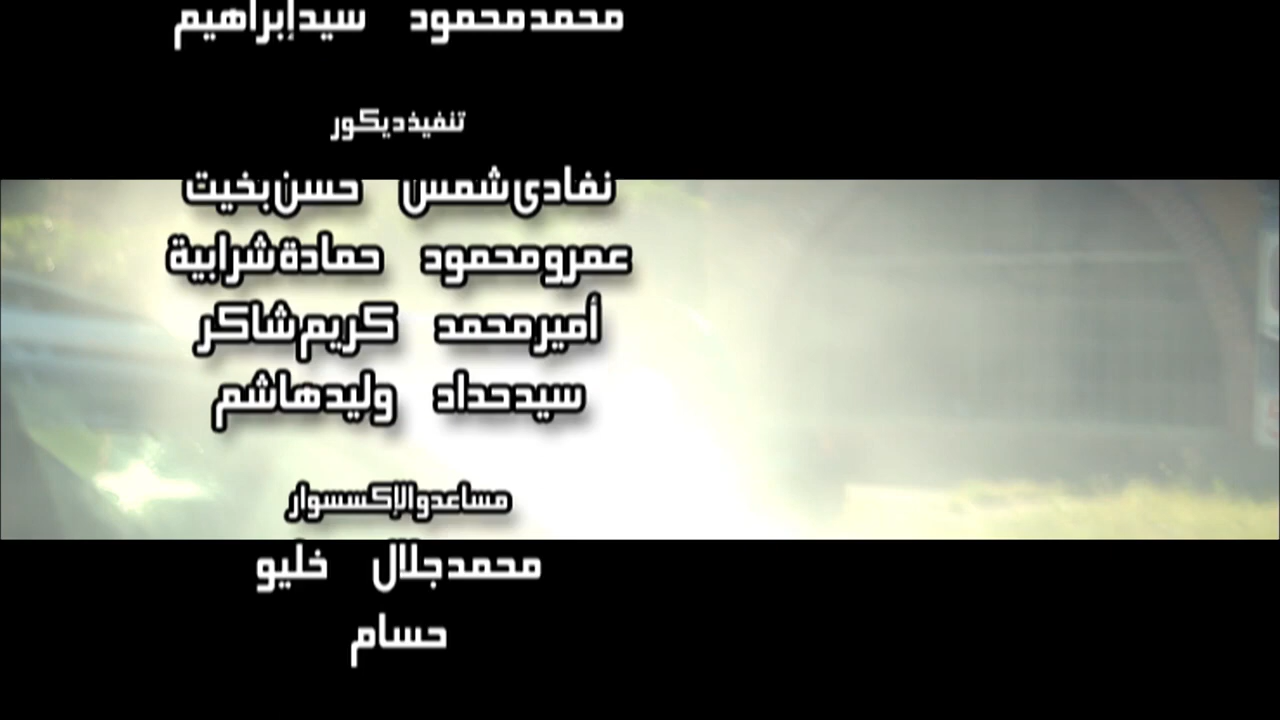 محمد محمود سيد إبراهيم
تنفيذ ديكور
نفادى شمس حسن بخيت
عمرو محمود حمادة شرابية
أمير محمد كريم شاكر
سيد حداد وليد هاشم
مساعدو الإكسسوار
محمد جلال خليو
حسام